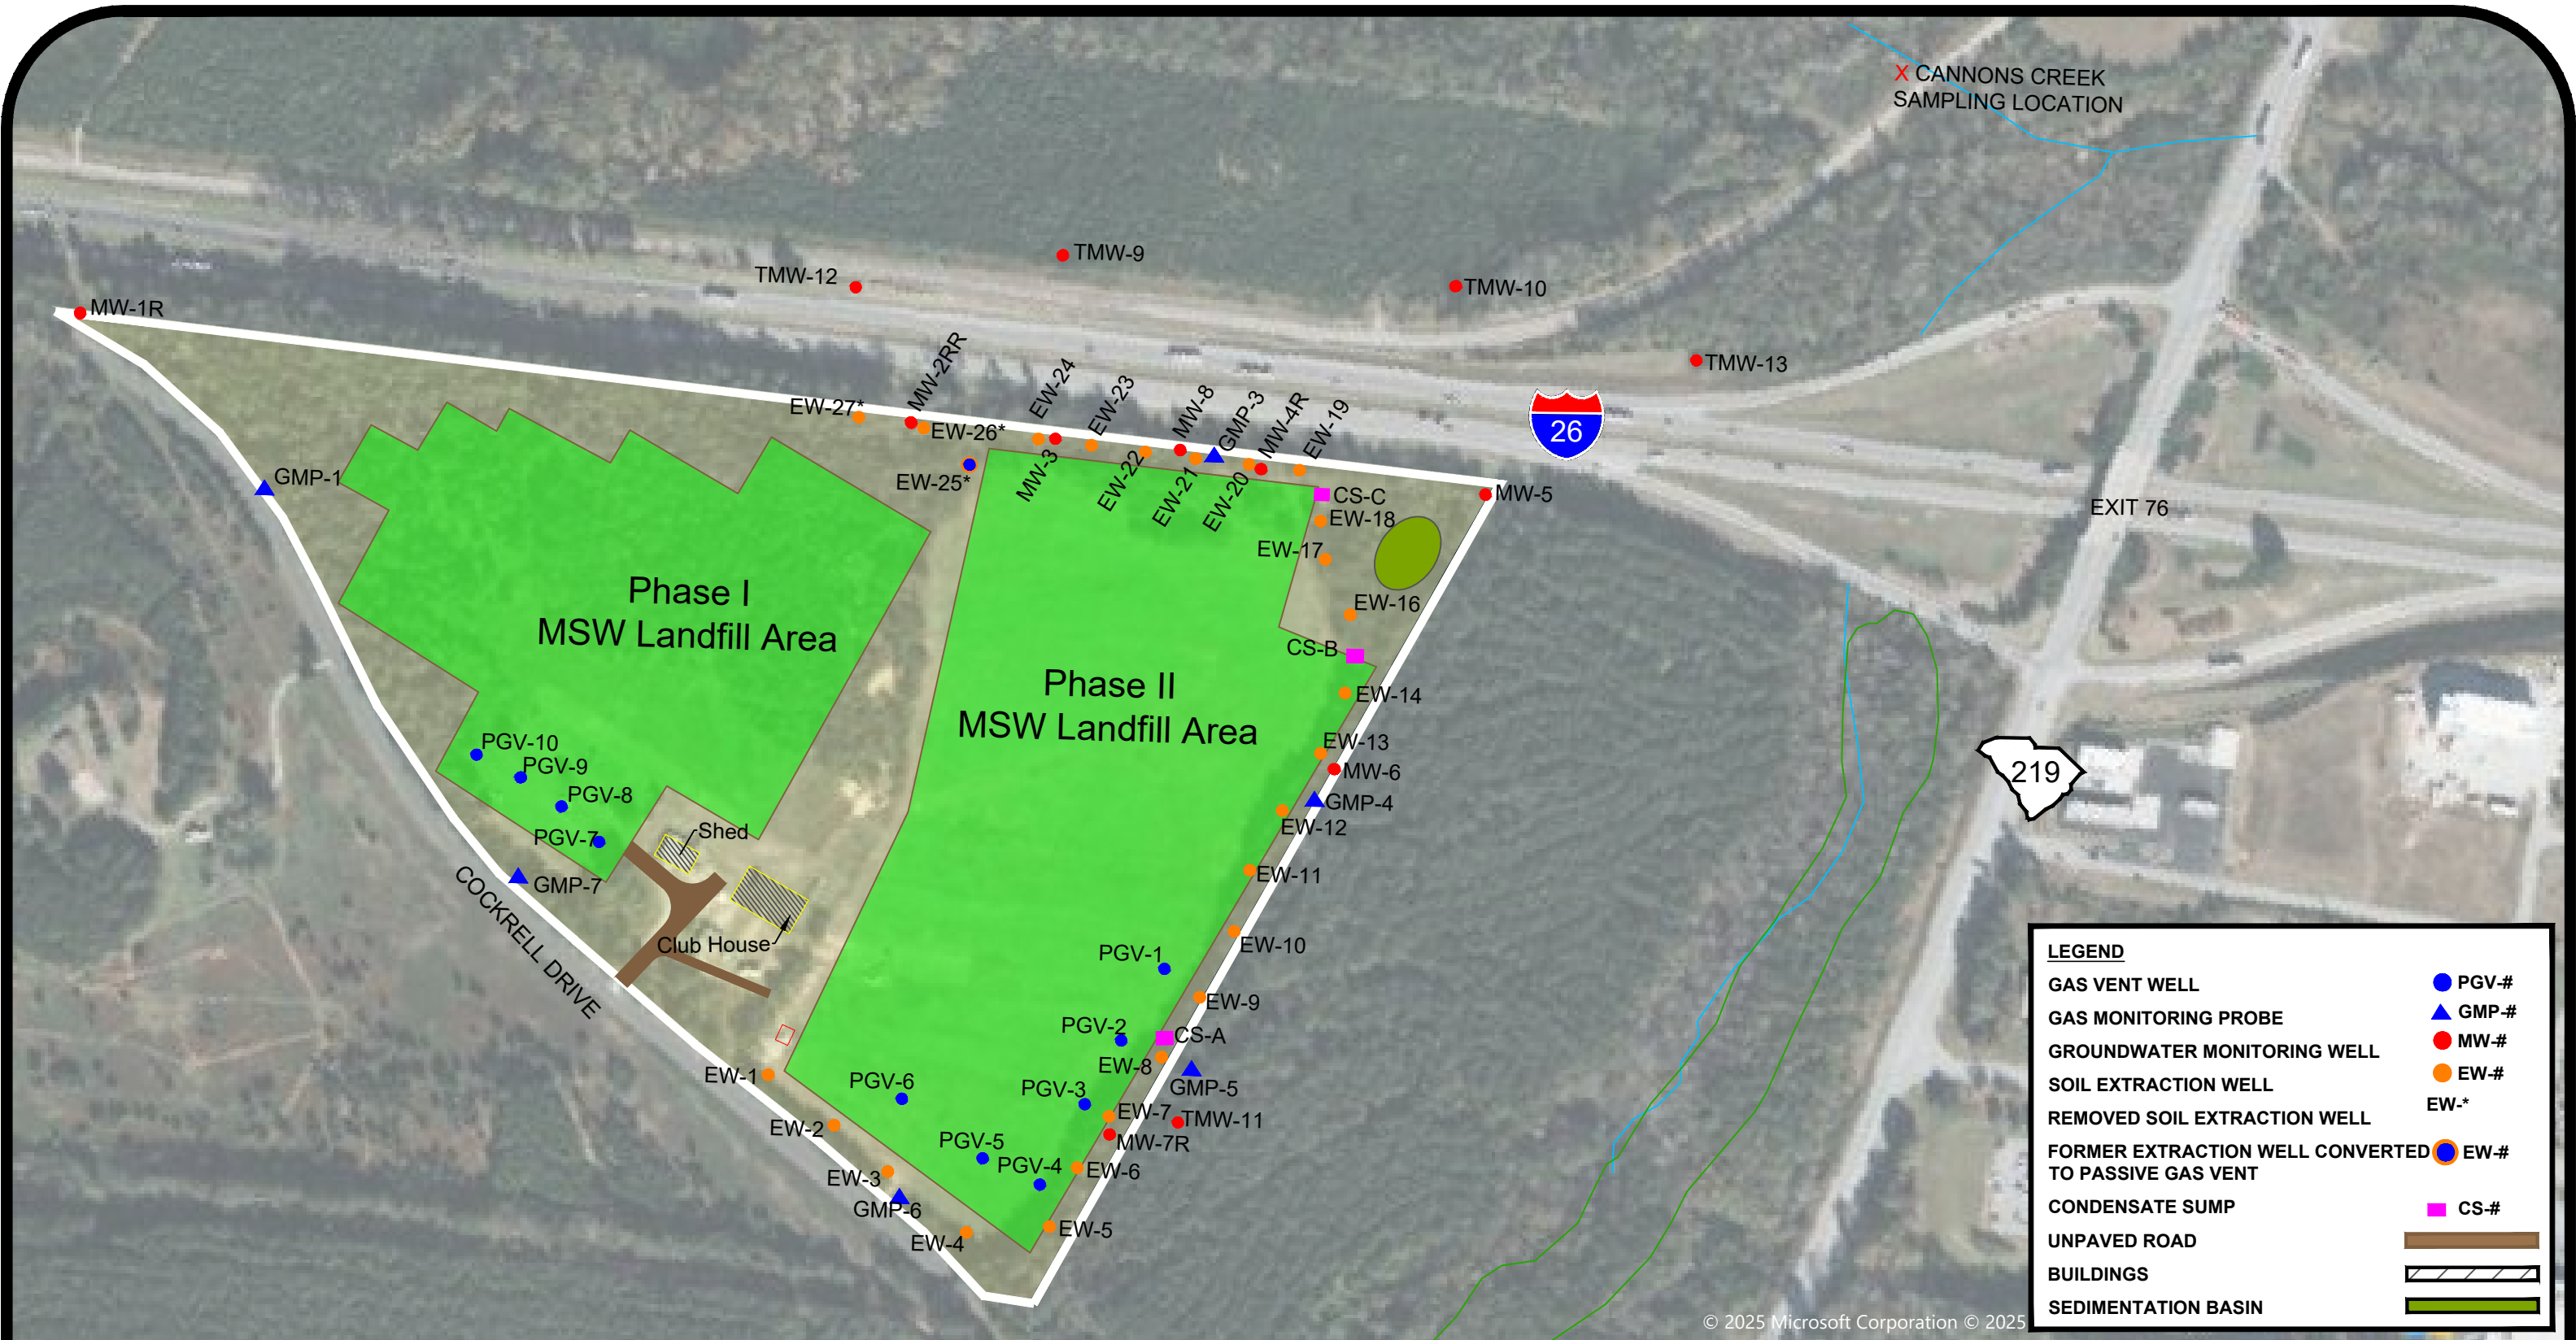 X CANNONS CREEK
SAMPLING LOCATION
TMW-9
TMW-12
TMW-10
MW-1R
TMW-13
MW-2RR
EW-24
EW-23
MW-8
GMP-3
MW-4R
EW-19
26
EW-27*
EW-26*
EW-25*
MW-3
EW-22
EW-21
EW-20
GMP-1
CS-C
MW-5
EW-18
EXIT 76
EW-17
Phase I
MSW Landfill Area
EW-16
CS-B
Phase II
MSW Landfill Area
EW-14
EW-13
MW-6
219
PGV-10
PGV-9
PGV-8
PGV-7
GMP-4
EW-12
Shed
EW-11
GMP-7
COCKRELL DRIVE
Club House
EW-10
PGV-1
EW-9
PGV-2
CS-A
EW-8
GMP-5
EW-1
PGV-6
PGV-3
EW-7
TMW-11
EW-2
MW-7R
PGV-5
PGV-4
EW-6
EW-3
GMP-6
EW-5
EW-4
LEGEND
GAS VENT WELL PGV-#
GAS MONITORING PROBE GMP-#
GROUNDWATER MONITORING WELL MW-#
SOIL EXTRACTION WELL EW-#
REMOVED SOIL EXTRACTION WELL EW-*
FORMER EXTRACTION WELL CONVERTED EW-#
TO PASSIVE GAS VENT
CONDENSATE SUMP CS-#
UNPAVED ROAD
BUILDINGS
SEDIMENTATION BASIN
© 2025 Microsoft Corporation © 2025